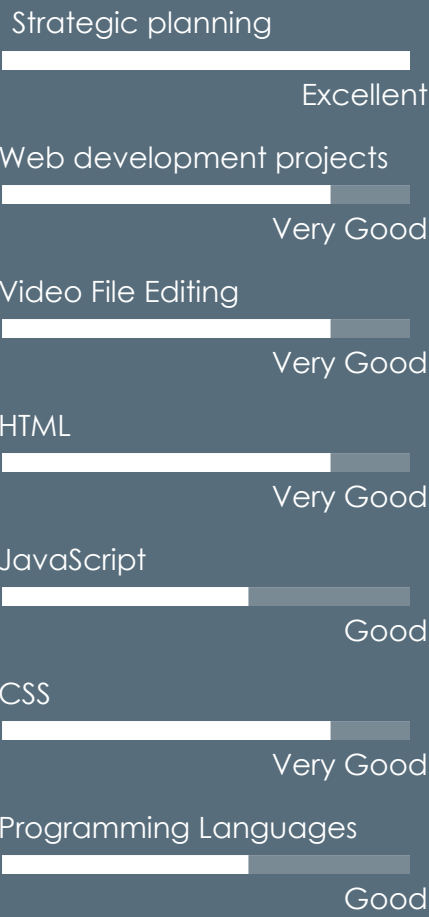 Strategic planning
Excellent
Web development projects
Very Good
Video File Editing
Very Good
HTML
Very Good
JavaScript
Good
CSS
Very Good
Programming Languages
Good